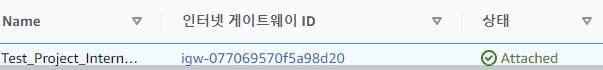 Name 인터넷 게이트웨이 ID 상태
Test_Project_Intern... igw-077069570f5a98d20 Attached